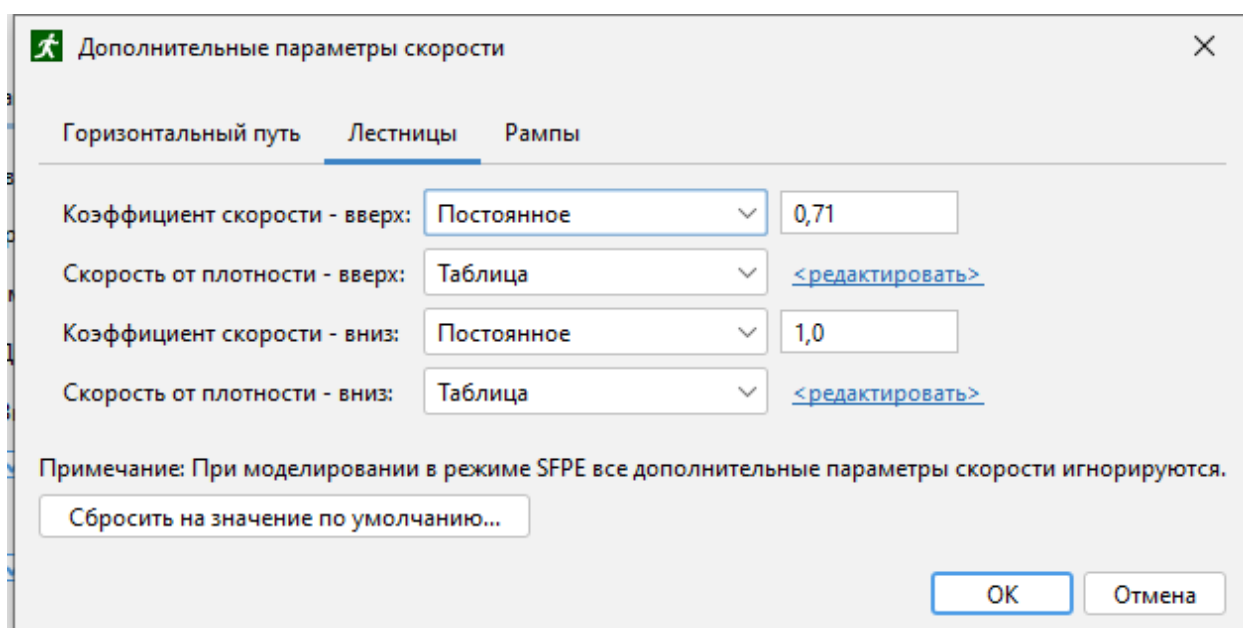 Дополнительные параметры скорости
Горизонтальный путь Лестницы Рампы
Коэффициент скорости - вверх: Постоянное 0,71
Скорость от плотности - вверх: Таблица <редактировать>
Коэффициент скорости - вниз: Постоянное 1,0
Скорость от плотности - вниз: Таблица <редактировать>
Примечание: При моделировании в режиме SFPE все дополнительные параметры скорости игнорируются.
Сбросить на значение по умолчанию...
ОК Отмена